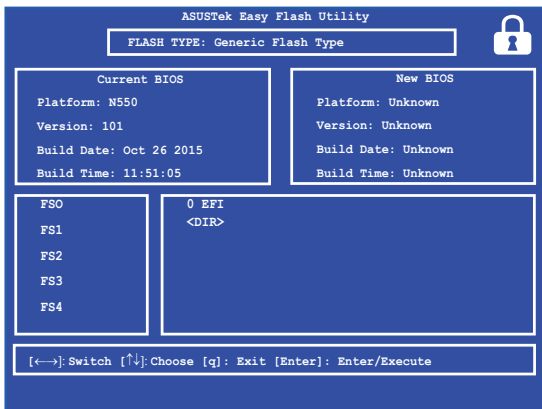 ASUSTek Easy Flash Utility
FLASH TYPE: Generic Flash Type
Current BIOS
Platform: N550
Version: 101
Build Date: Oct 26 2015
Build Time: 11:51:05
New BIOS
Platform: Unknown
Version: Unknown
Build Date: Unknown
Build Time: Unknown
FSO
FS1
FS2
FS3
FS4
0 EFI
<DIR>
[←→]: Switch [↑↓]: Choose [q]: Exit [Enter]: Enter/Execute